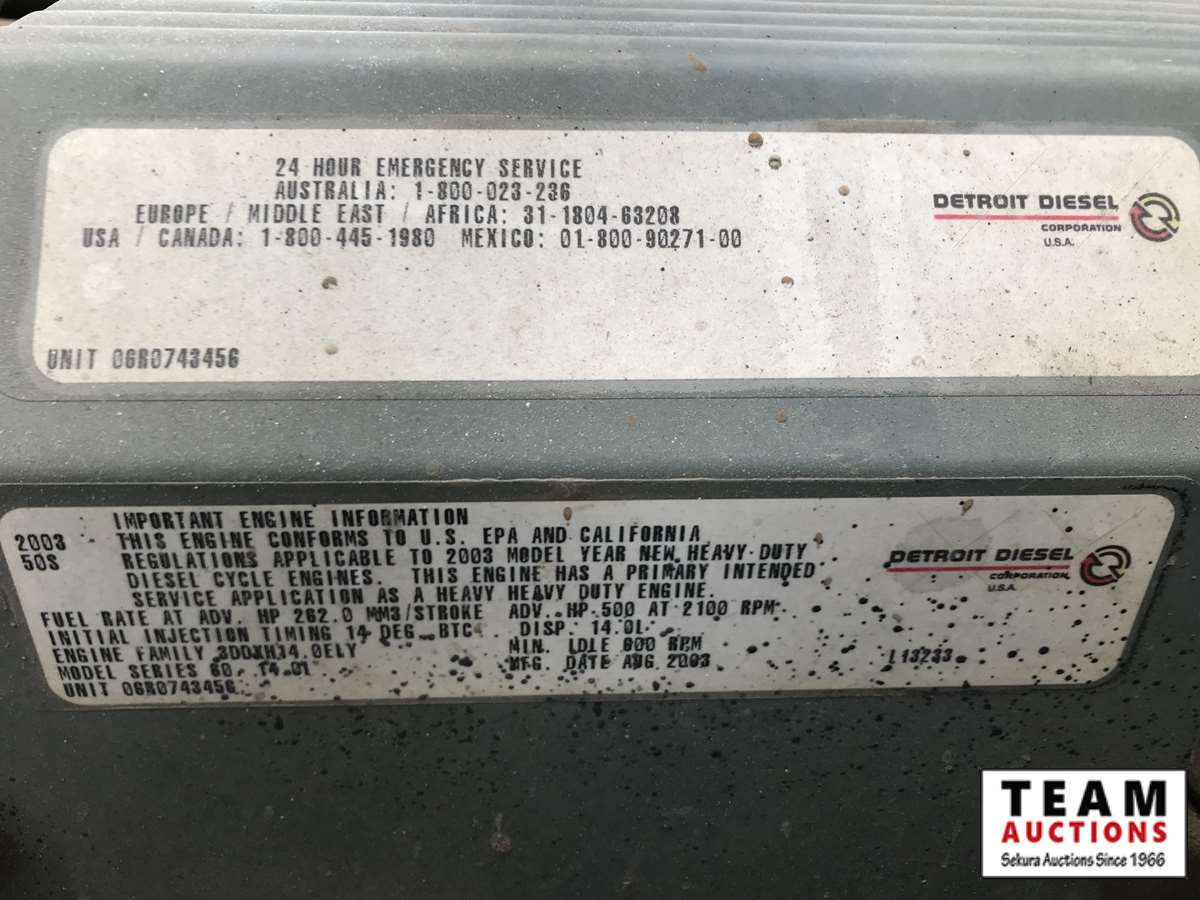 24 HOUR EMERGENCY SERVICE
AUSTRALIA: 1-800-023-236
EUROPE / MIDDLE EAST / AFRICA: 31-1804-63208
USA / CANADA: 1-800-445-1980 MEXICO: 01-800-90271-00
DETROIT DIESEL
CORPORATION
U.S.A.
UNIT 06R0743456
IMPORTANT ENGINE INFORMATION
2003 THIS ENGINE CONFORMS TO U.S. EPA AND CALIFORNIA
50S REGULATIONS APPLICABLE TO 2003 MODEL YEAR NEW HEAVY-DUTY
DIESEL CYCLE ENGINES. THIS ENGINE HAS A PRIMARY INTENDED
SERVICE APPLICATION AS A HEAVY HEAVY DUTY ENGINE.
FUEL RATE AT ADV. HP 262.0 MM3/STROKE ADV. HP 500 AT 2100 RPM
INITIAL INJECTION TIMING 14 DEG. BTC DISP. 14.0L
ENGINE FAMILY 3DDXH14.0ELY MIN. IDLE 600 RPM
MODEL SERIES 60 14.0L MFG. DATE AUG 2003
UNIT 06R0743456
DETROIT DIESEL
CORPORATION
U.S.A.
L13233
TEAM
AUCTIONS
Sekura Auctions Since 1966